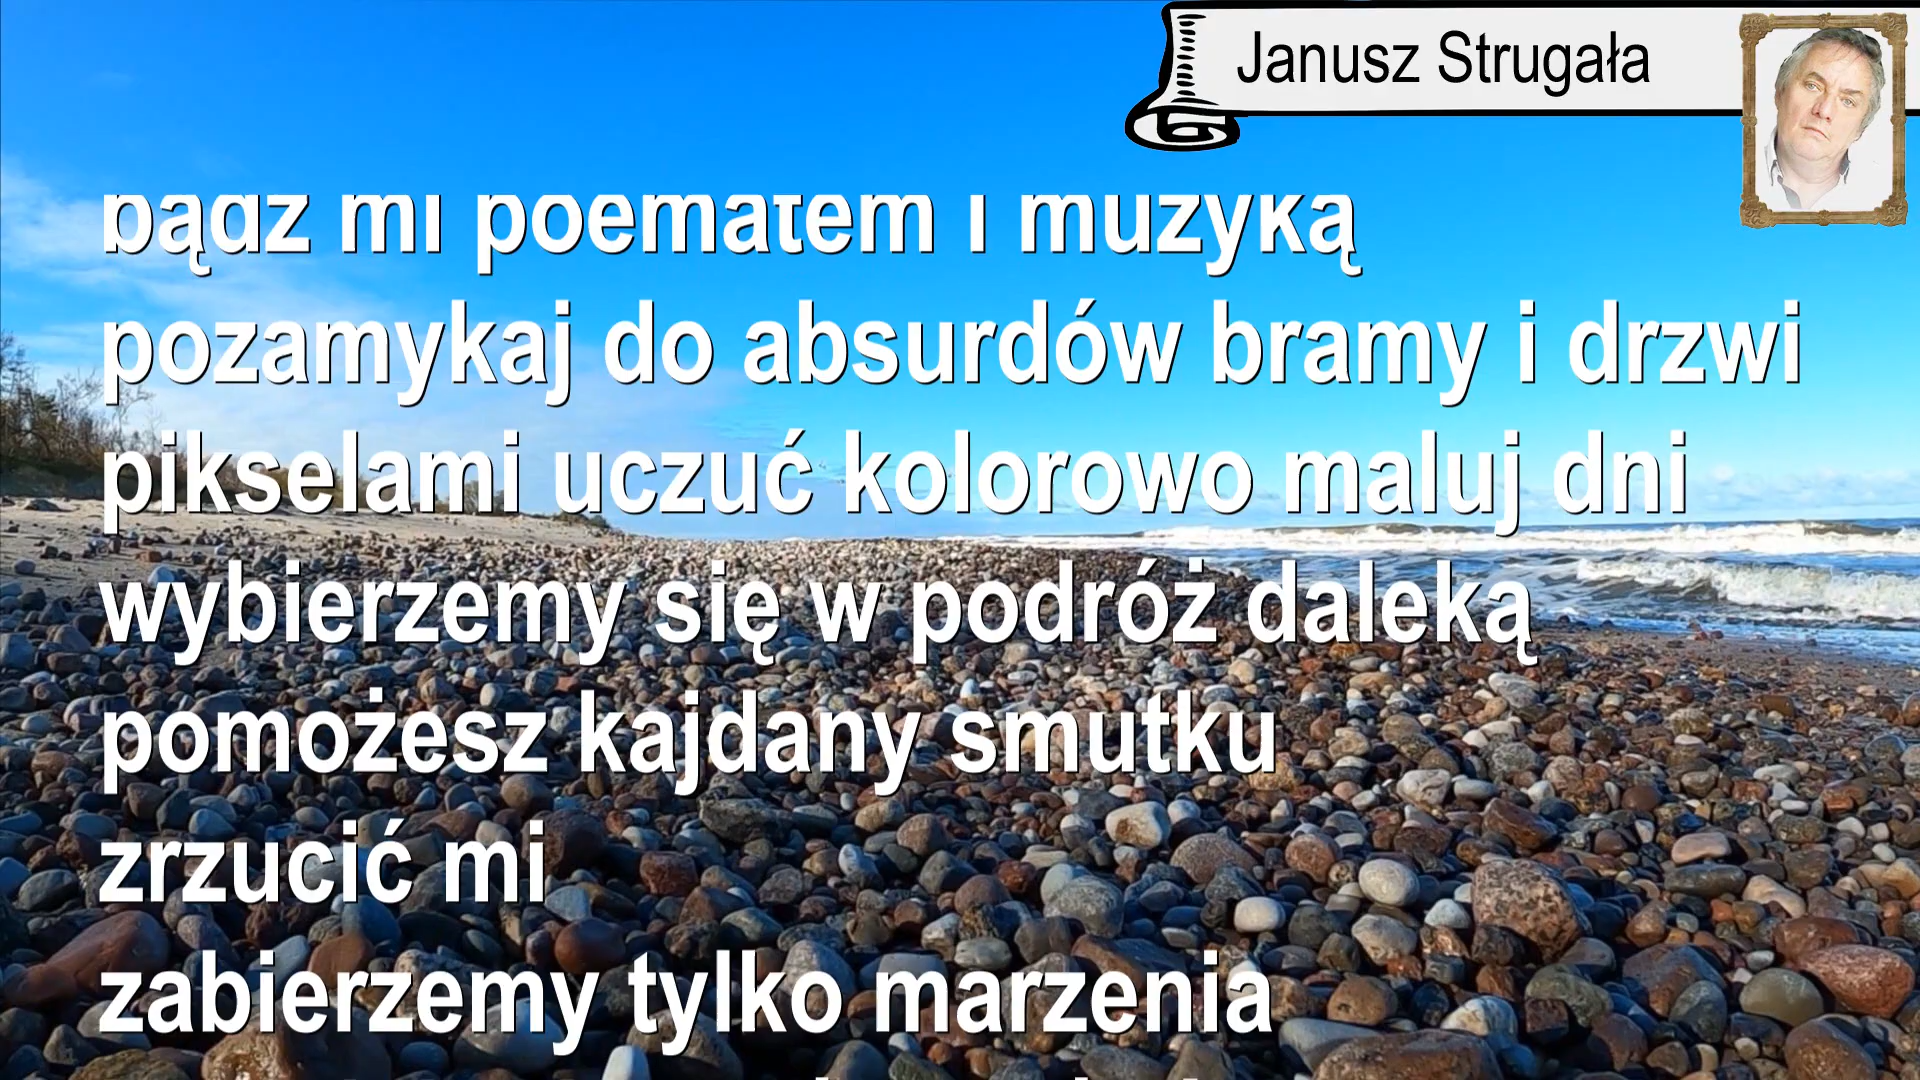 Janusz Strugała
bądź mi poematem i muzyką
pozamykaj do absurdów bramy i drzwi
pikselami uczuć kolorowo maluj dni
wybierzemy się w podróż daleką
pomożesz kajdany smutku
zrzucić mi
zabierzemy tylko marzenia